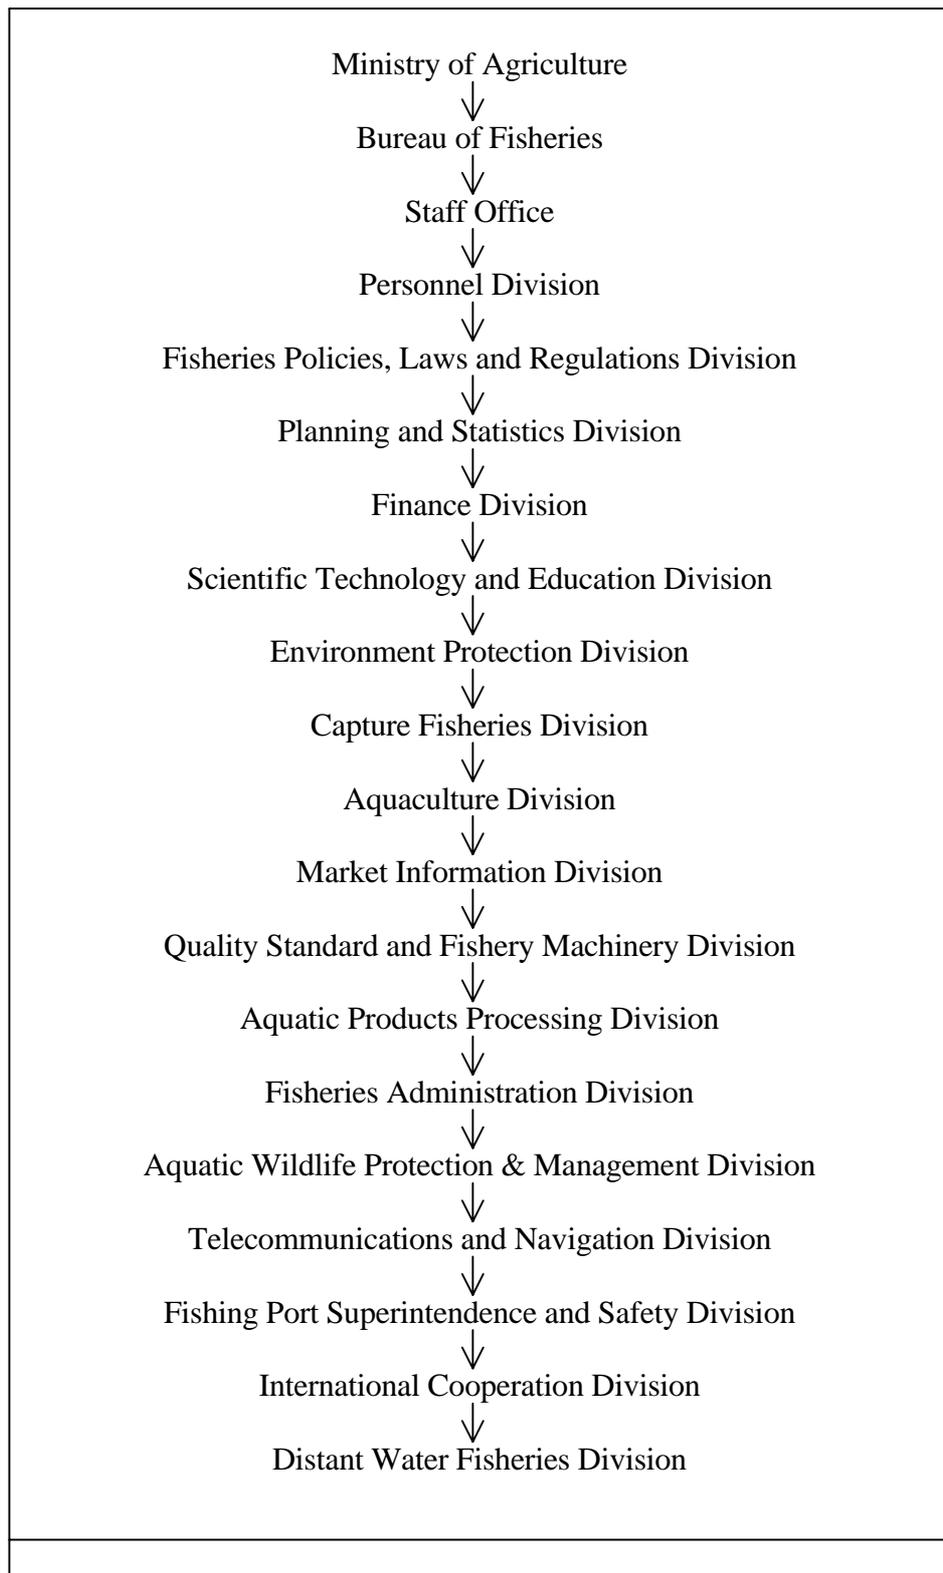 Ministry of Agriculture
Bureau of Fisheries
Staff Office
Personnel Division
Fisheries Policies, Laws and Regulations Division
Planning and Statistics Division
Finance Division
Scientific Technology and Education Division
Environment Protection Division
Capture Fisheries Division
Aquaculture Division
Market Information Division
Quality Standard and Fishery Machinery Division
Aquatic Products Processing Division
Fisheries Administration Division
Aquatic Wildlife Protection & Management Division
Telecommunications and Navigation Division
Fishing Port Superintendence and Safety Division
International Cooperation Division
Distant Water Fisheries Division